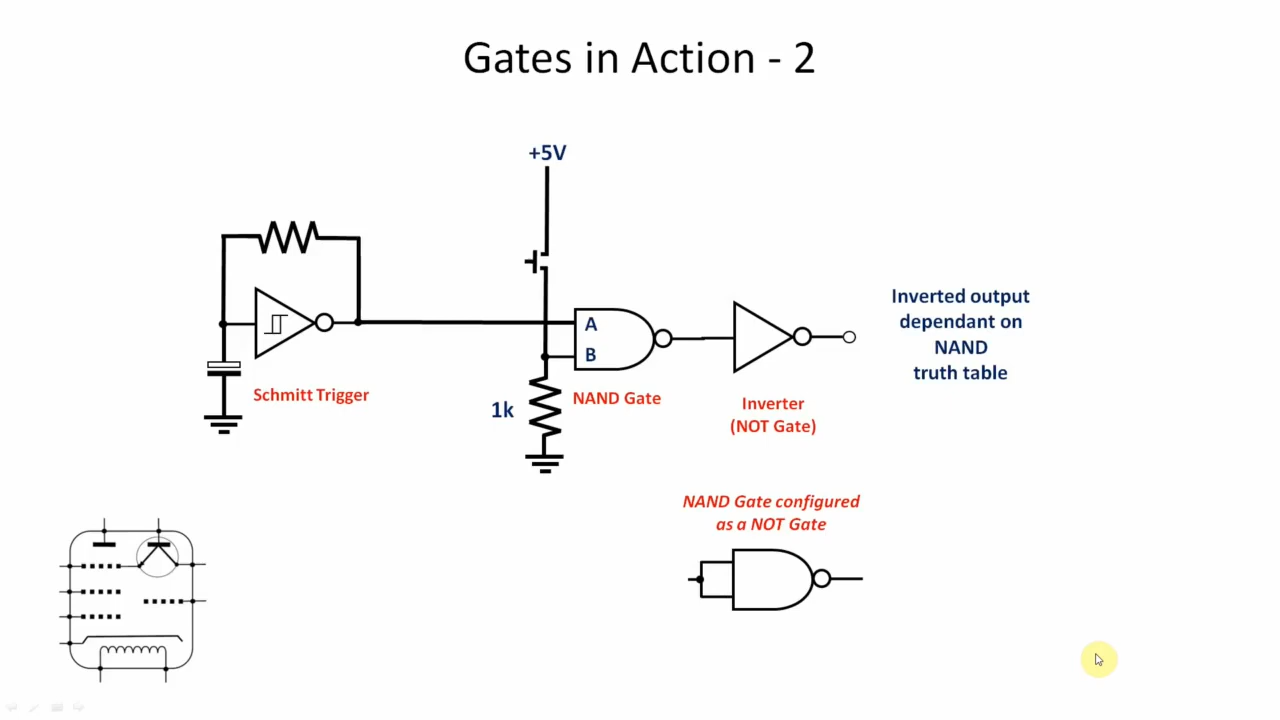 Gates in Action - 2
+5V
A
B
Schmitt Trigger
1k
NAND Gate
Inverter
(NOT Gate)
Inverted output
dependant on
NAND
truth table
NAND Gate configured
as a NOT Gate